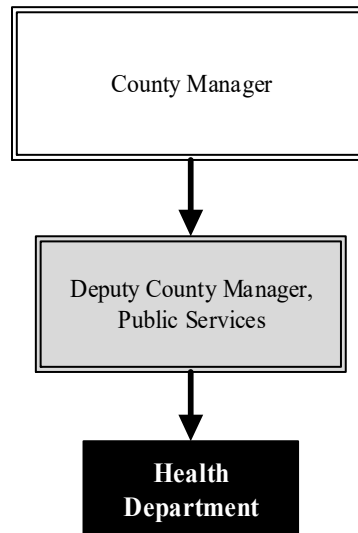 County Manager
Deputy County Manager,
Public Services
Health
Department